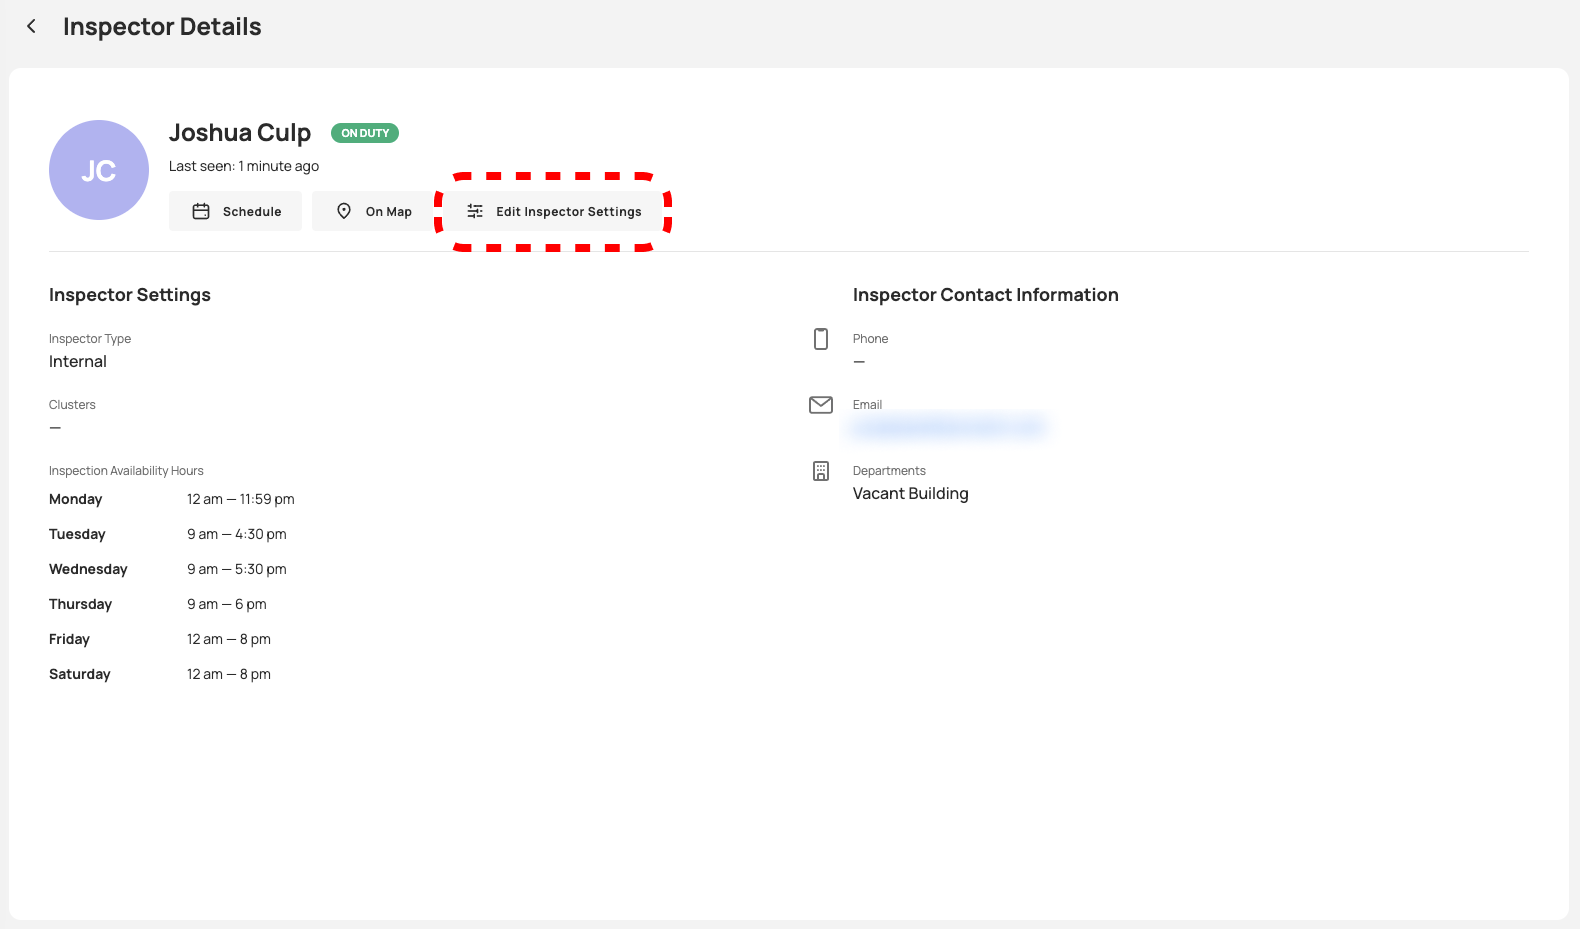 Inspector Details
JC
Joshua Culp
ON DUTY
Last seen: 1 minute ago
Schedule
On Map
Edit Inspector Settings
Inspector Settings
Inspector Type
Internal
Clusters
—
Inspection Availability Hours
Monday 12 am — 11:59 pm
Tuesday 9 am — 4:30 pm
Wednesday 9 am — 5:30 pm
Thursday 9 am — 6 pm
Friday 12 am — 8 pm
Saturday 12 am — 8 pm
Inspector Contact Information
Phone
—
Email
Departments
Vacant Building